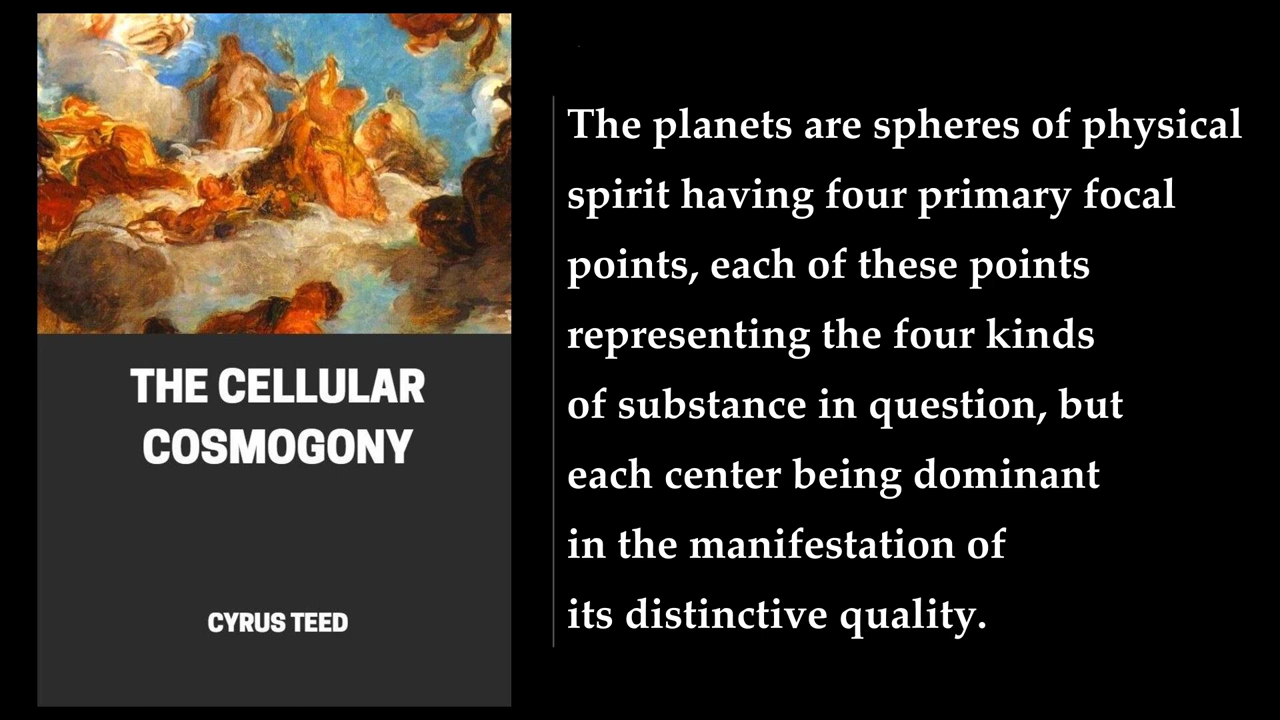 THE CELLULAR
COSMOGONY
CYRUS TEED
The planets are spheres of physical
spirit having four primary focal
points, each of these points
representing the four kinds
of substance in question, but
each center being dominant
in the manifestation of
its distinctive quality.